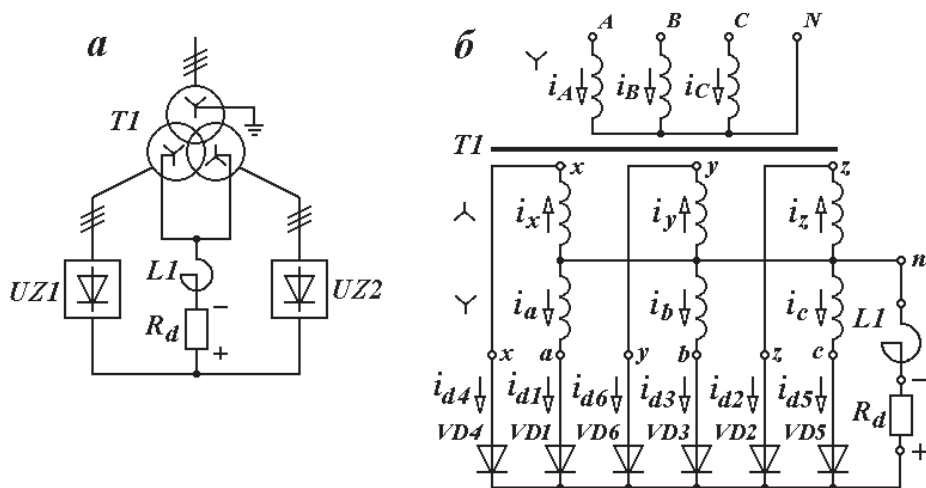 а
T1
UZ1
L1
UZ2
−
R_d
+
б
A B C N
i_A i_B i_C
T1
x y z
i_x i_y i_z
n
i_a i_b i_c
L1
x a y b z c
−
i_d4 i_d1 i_d6 i_d3 i_d2 i_d5
R_d
VD4 VD1 VD6 VD3 VD2 VD5
+